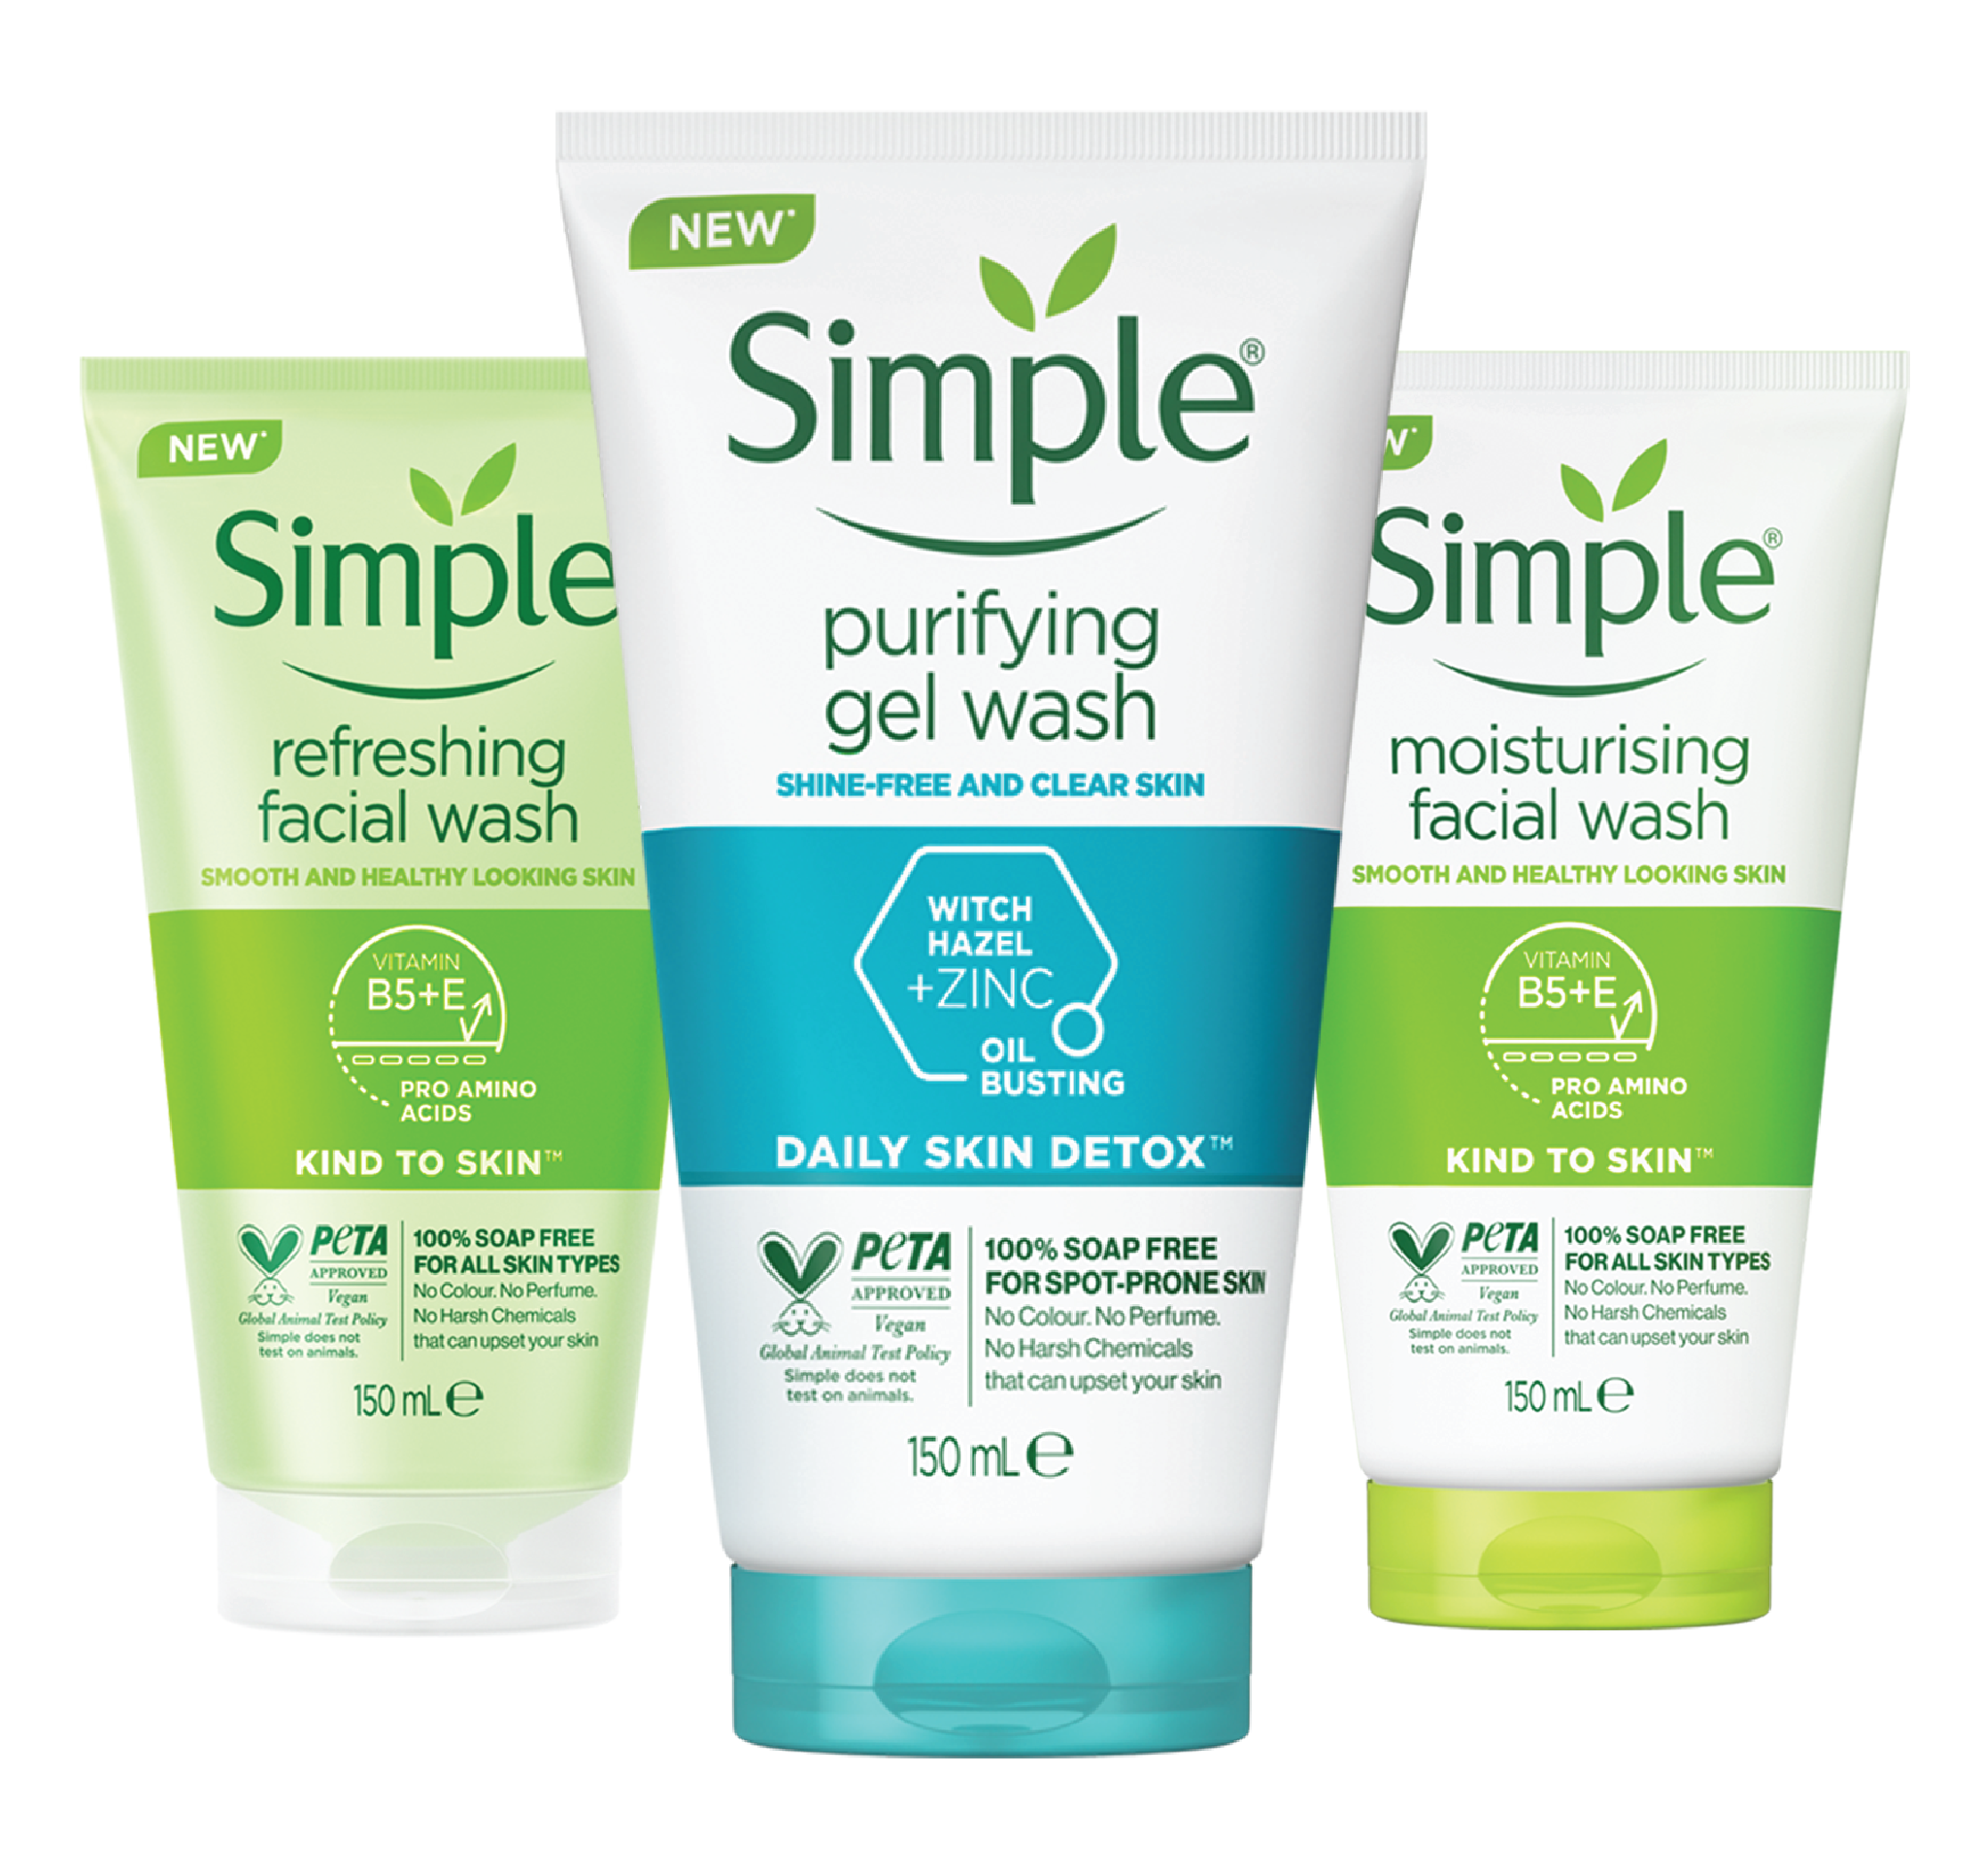 NEW*
Simple
refreshing
facial wash
SMOOTH AND HEALTHY LOOKING SKIN
VITAMIN
B5+E
PRO AMINO
ACIDS
KIND TO SKIN™
PETA
APPROVED
Vegan
Global Animal Test Policy
Simple does not
test on animals.
100% SOAP FREE
FOR ALL SKIN TYPES
No Colour. No Perfume.
No Harsh Chemicals
that can upset your skin
150 mL ℮
NEW*
Simple®
purifying
gel wash
SHINE-FREE AND CLEAR SKIN
WITCH
HAZEL
+ZINC
OIL
BUSTING
DAILY SKIN DETOX™
PETA
APPROVED
Vegan
Global Animal Test Policy
Simple does not
test on animals.
100% SOAP FREE
FOR SPOT-PRONE SKIN
No Colour. No Perfume.
No Harsh Chemicals
that can upset your skin
150 mL ℮
W*
Simple®
moisturising
facial wash
SMOOTH AND HEALTHY LOOKING SKIN
VITAMIN
B5+E
PRO AMINO
ACIDS
KIND TO SKIN™
PETA
APPROVED
Vegan
Global Animal Test Policy
Simple does not
test on animals.
100% SOAP FREE
FOR ALL SKIN TYPES
No Colour. No Perfume.
No Harsh Chemicals
that can upset your skin
150 mL ℮